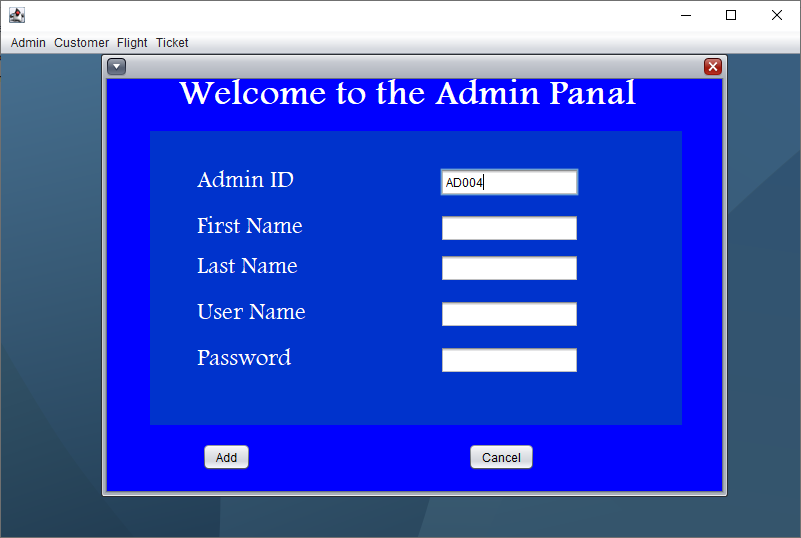 Admin Customer Flight Ticket
Welcome to the Admin Panal
Admin ID AD004
First Name
Last Name
User Name
Password
Add Cancel